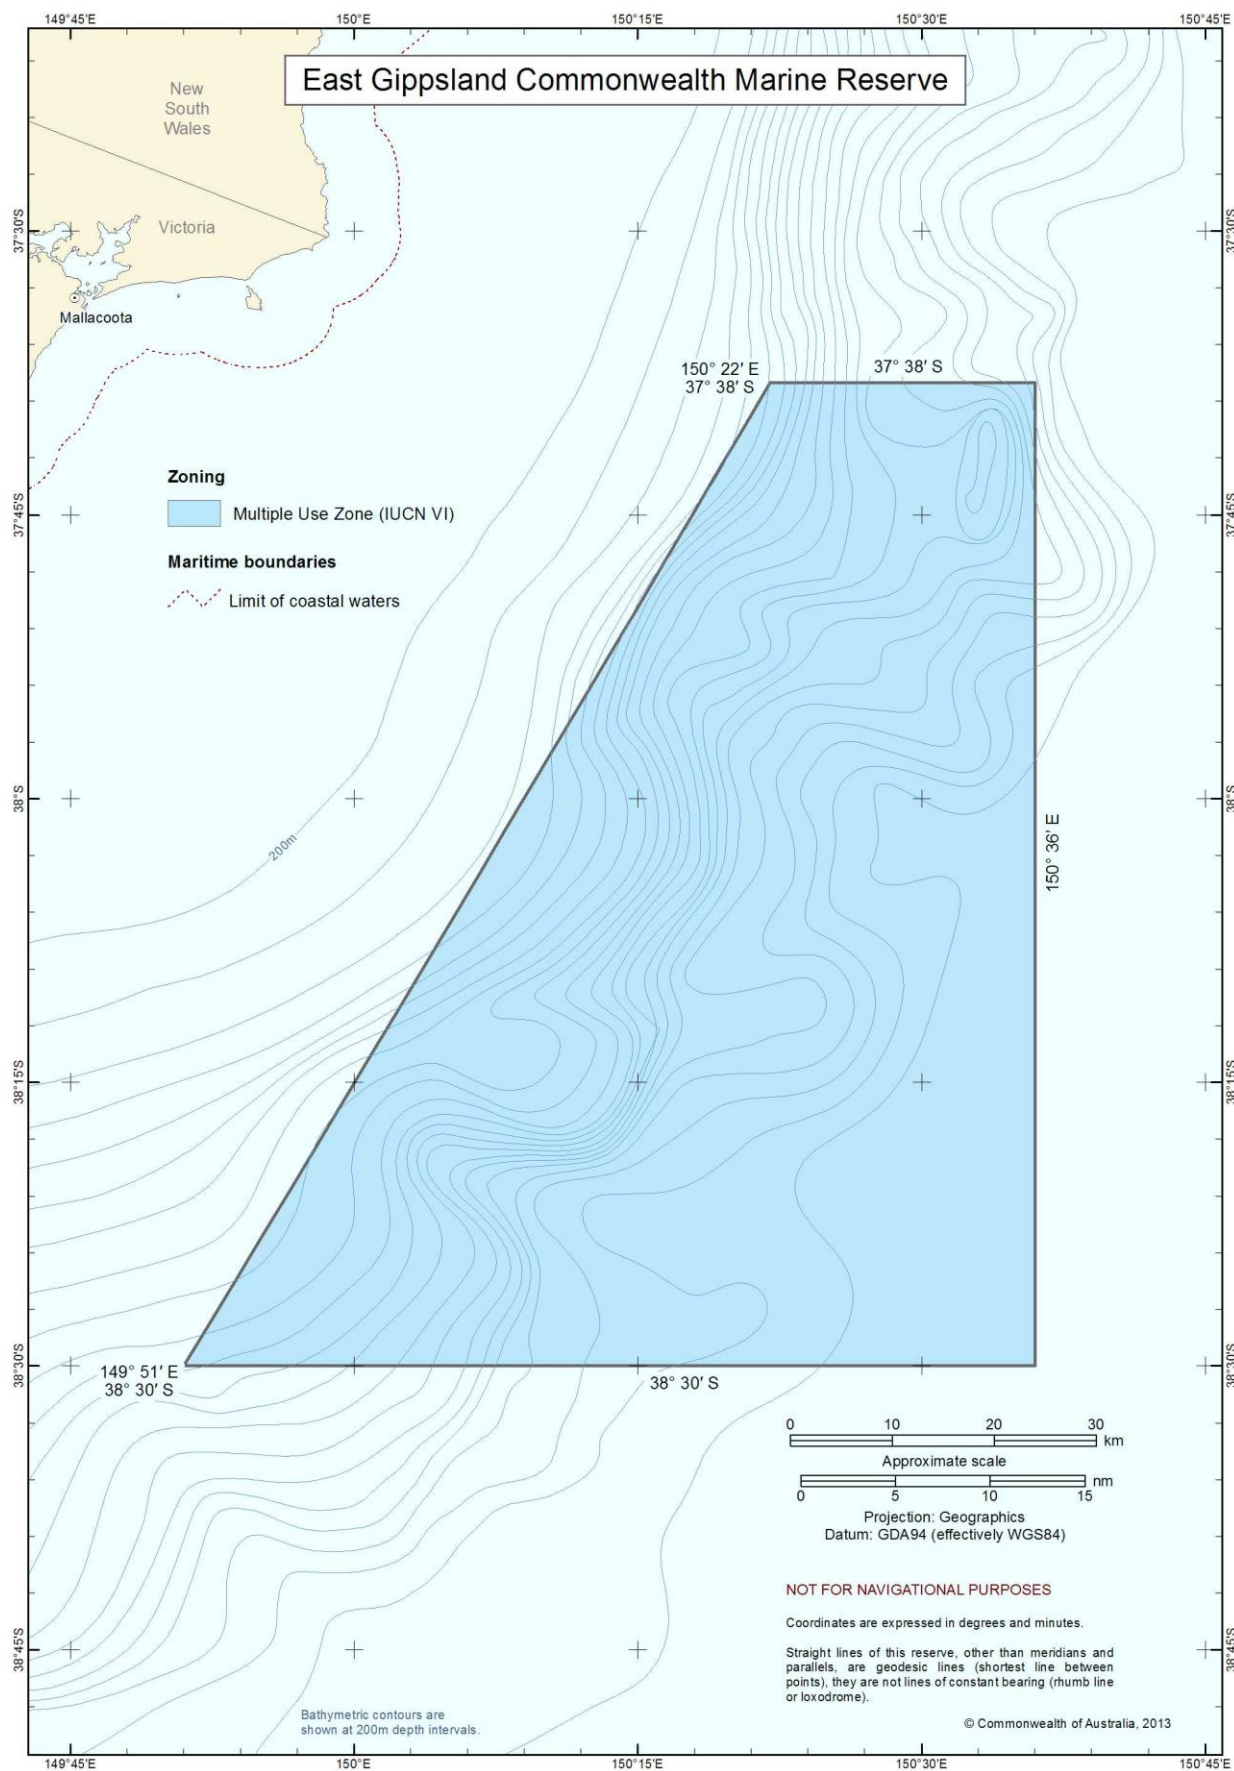 149°45'E
150°E
150°15'E
150°30'E
150°45'E
East Gippsland Commonwealth Marine Reserve
New
South
Wales
Victoria
37°30'S
37°30'S
Mallacoota
150° 22' E
37° 38' S
37° 38' S
Zoning
Multiple Use Zone (IUCN VI)
Maritime boundaries
Limit of coastal waters
37°45'S
37°45'S
38°S
38°S
200m
150° 36' E
38°15'S
38°15'S
38°30'S
38°30'S
149° 51' E
38° 30' S
38° 30' S
0 10 20 30
km
Approximate scale
nm
0 5 10 15
Projection: Geographics
Datum: GDA94 (effectively WGS84)
NOT FOR NAVIGATIONAL PURPOSES
Coordinates are expressed in degrees and minutes.
38°45'S
38°45'S
Straight lines of this reserve, other than meridians and
parallels, are geodesic lines (shortest line between
points), they are not lines of constant bearing (rhumb line
or loxodrome).
Bathymetric contours are
shown at 200m depth intervals.
© Commonwealth of Australia, 2013
149°45'E
150°E
150°15'E
150°30'E
150°45'E